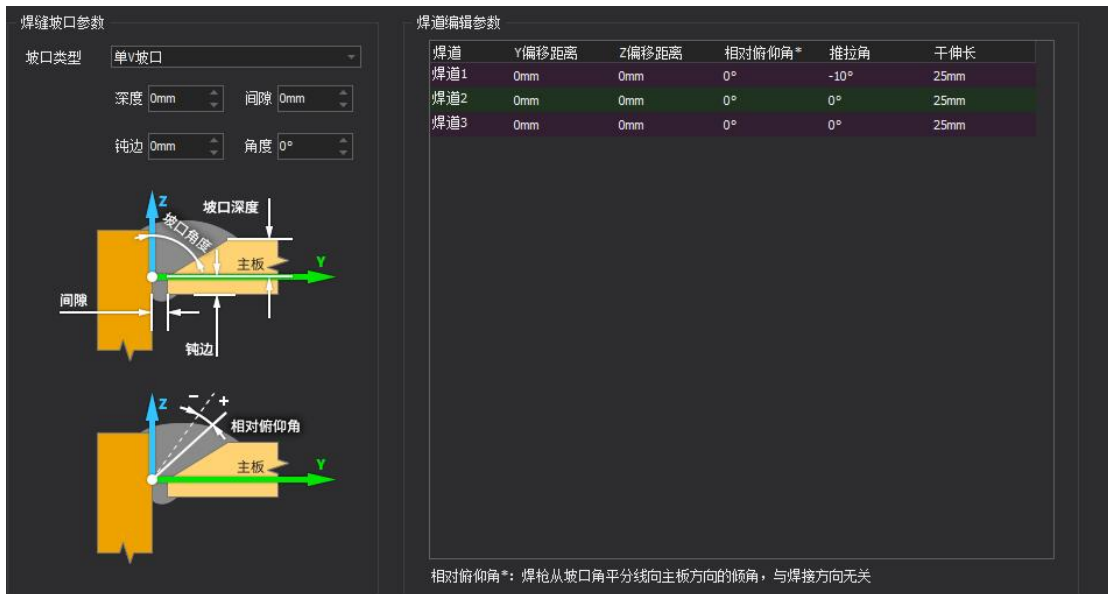 焊缝坡口参数
坡口类型 单V坡口
深度 0mm 间隙 0mm
钝边 0mm 角度 0°
Z
坡口深度
坡口角度
主板
Y
间隙
钝边
Z
- +
相对俯仰角
主板
Y
焊道编辑参数
焊道 Y偏移距离 Z偏移距离 相对俯仰角* 推拉角 干伸长
焊道1 0mm 0mm 0° -10° 25mm
焊道2 0mm 0mm 0° 0° 25mm
焊道3 0mm 0mm 0° 0° 25mm
相对俯仰角*: 焊枪从坡口角平分线向主板方向的倾角，与焊接方向无关